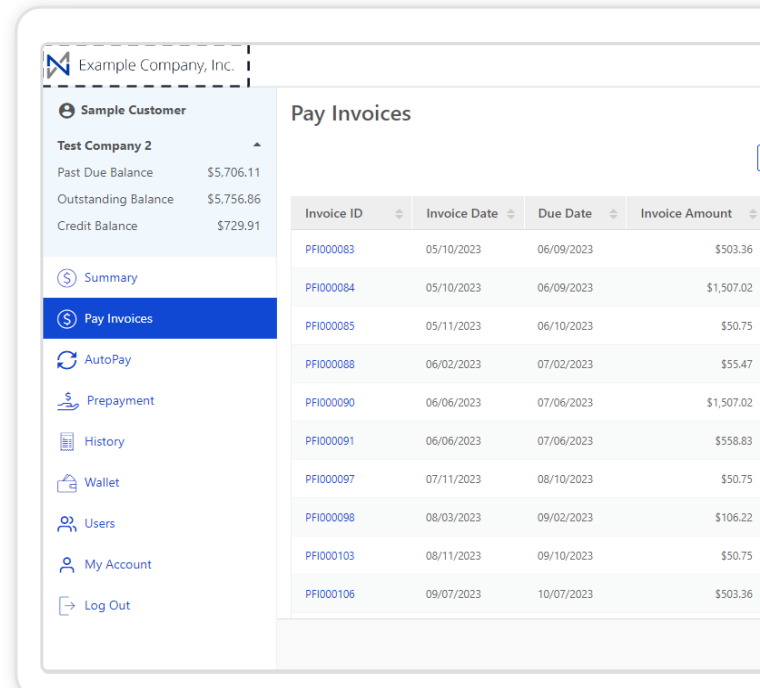 Example Company, Inc.
Sample Customer
Test Company 2
Past Due Balance $5,706.11
Outstanding Balance $5,756.86
Credit Balance $729.91
Summary
Pay Invoices
AutoPay
Prepayment
History
Wallet
Users
My Account
Log Out
Pay Invoices
Invoice ID Invoice Date Due Date Invoice Amount
PFI000083 05/10/2023 06/09/2023 $503.36
PFI000084 05/10/2023 06/09/2023 $1,507.02
PFI000085 05/11/2023 06/10/2023 $50.75
PFI000088 06/02/2023 07/02/2023 $55.47
PFI000090 06/06/2023 07/06/2023 $1,507.02
PFI000091 06/06/2023 07/06/2023 $558.83
PFI000097 07/11/2023 08/10/2023 $50.75
PFI000098 08/03/2023 09/02/2023 $106.22
PFI000103 08/11/2023 09/10/2023 $50.75
PFI000106 09/07/2023 10/07/2023 $503.36